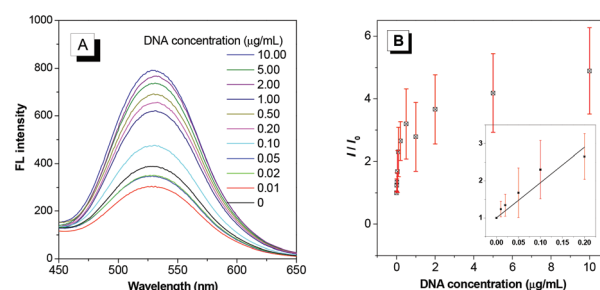 A
DNA concentration (µg/mL)
10.00
5.00
2.00
1.00
0.50
0.20
0.10
0.05
0.02
0.01
0
FL intensity
1000
800
600
400
200
0
450 500 550 600 650
Wavelength (nm)
B
I / I0
6
4
2
0
3
2
1
0.00 0.05 0.10 0.15 0.20
0 2 4 6 8 10
DNA concentration (µg/mL)